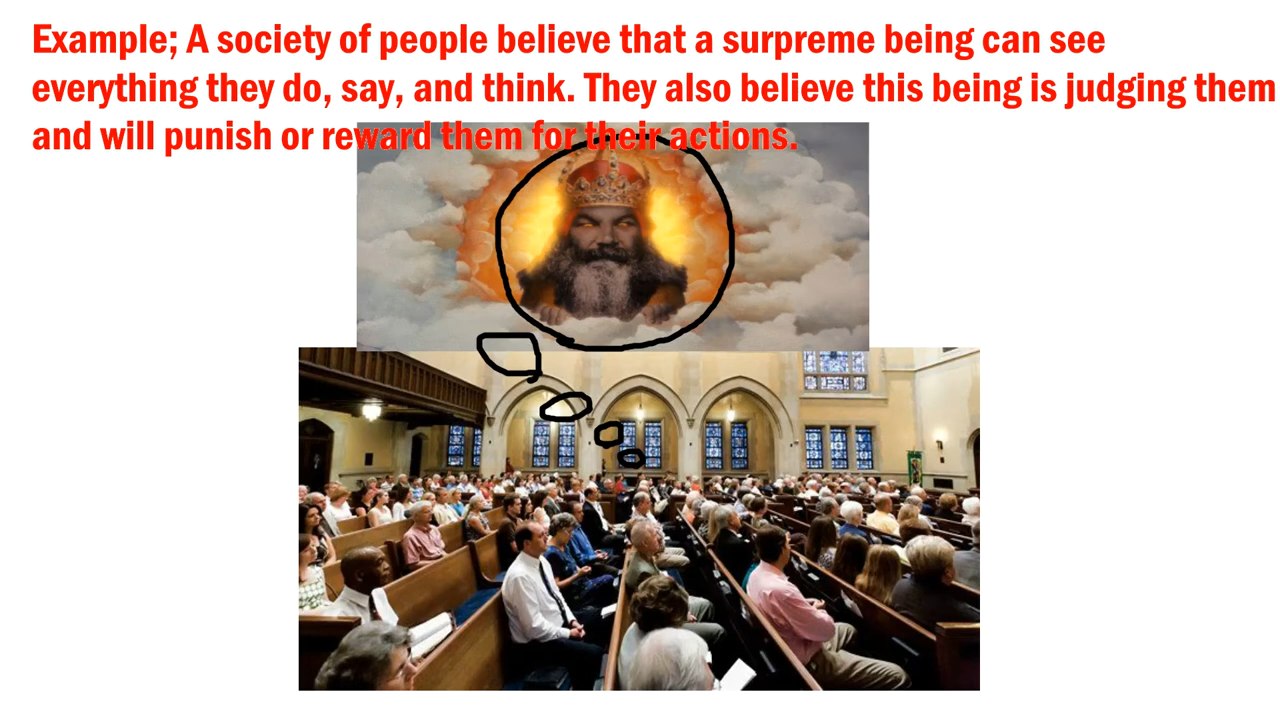 Example; A society of people believe that a surpreme being can see
everything they do, say, and think. They also believe this being is judging them
and will punish or reward them for their actions.